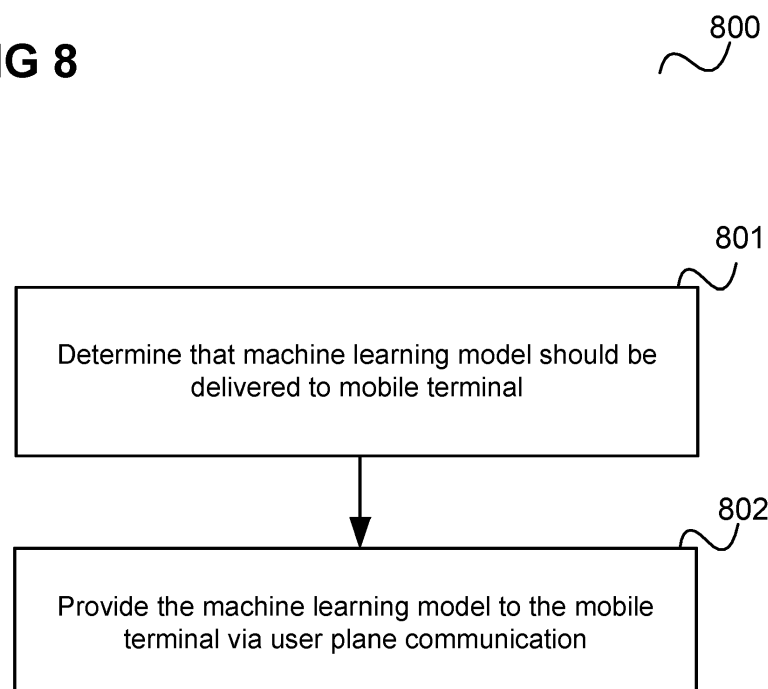 G 8
800
801
Determine that machine learning model should be
delivered to mobile terminal
802
Provide the machine learning model to the mobile
terminal via user plane communication